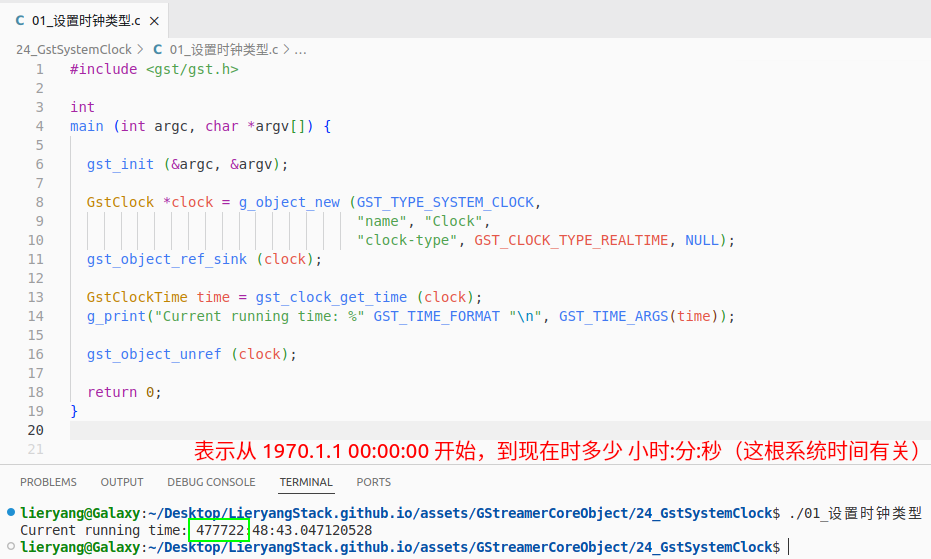 C 01_设置时钟类型.c ×
24_GstSystemClock > C 01_设置时钟类型.c > ...
1 #include <gst/gst.h>
2
3 int
4 main (int argc, char *argv[]) {
5
6 gst_init (&argc, &argv);
7
8 GstClock *clock = g_object_new (GST_TYPE_SYSTEM_CLOCK,
9 "name", "Clock",
10 "clock-type", GST_CLOCK_TYPE_REALTIME, NULL);
11 gst_object_ref_sink (clock);
12
13 GstClockTime time = gst_clock_get_time (clock);
14 g_print("Current running time: %" GST_TIME_FORMAT "\n", GST_TIME_ARGS(time));
15
16 gst_object_unref (clock);
17
18 return 0;
19 }
20
21
表示从 1970.1.1 00:00:00 开始，到现在时多少 小时:分:秒（这根系统时间有关）
PROBLEMS OUTPUT DEBUG CONSOLE TERMINAL PORTS
lieryang@Galaxy:~/Desktop/LieryangStack.github.io/assets/GStreamerCoreObject/24_GstSystemClock$ ./01_设置时钟类型
Current running time: 477722:48:43.047120528
lieryang@Galaxy:~/Desktop/LieryangStack.github.io/assets/GStreamerCoreObject/24_GstSystemClock$